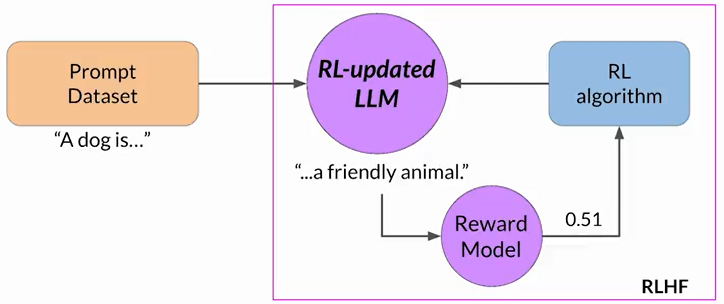 Prompt
Dataset
"A dog is..."
RL-updated
LLM
RL
algorithm
"...a friendly animal."
Reward
Model
0.51
RLHF